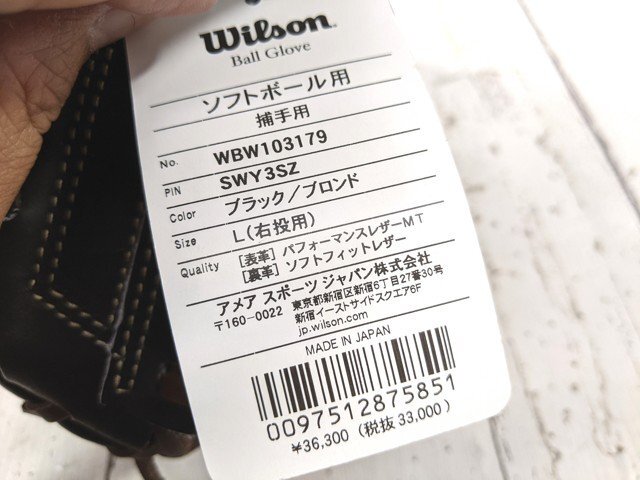 Wilson
Ball Glove
ソフトボール用
捕手用
No. WBW103179
PIN SWY3SZ
Color ブラック／ブロンド
Size L(右投用)
Quality [表革] パフォーマンスレザーMT
[裏革] ソフトフィットレザー
アメア スポーツ ジャパン株式会社
〒160-0022 東京都新宿区新宿6丁目27番30号
新宿イーストサイドスクエア6F
jp.wilson.com
MADE IN JAPAN
0097512875851
¥36,300 (税抜 33,000)